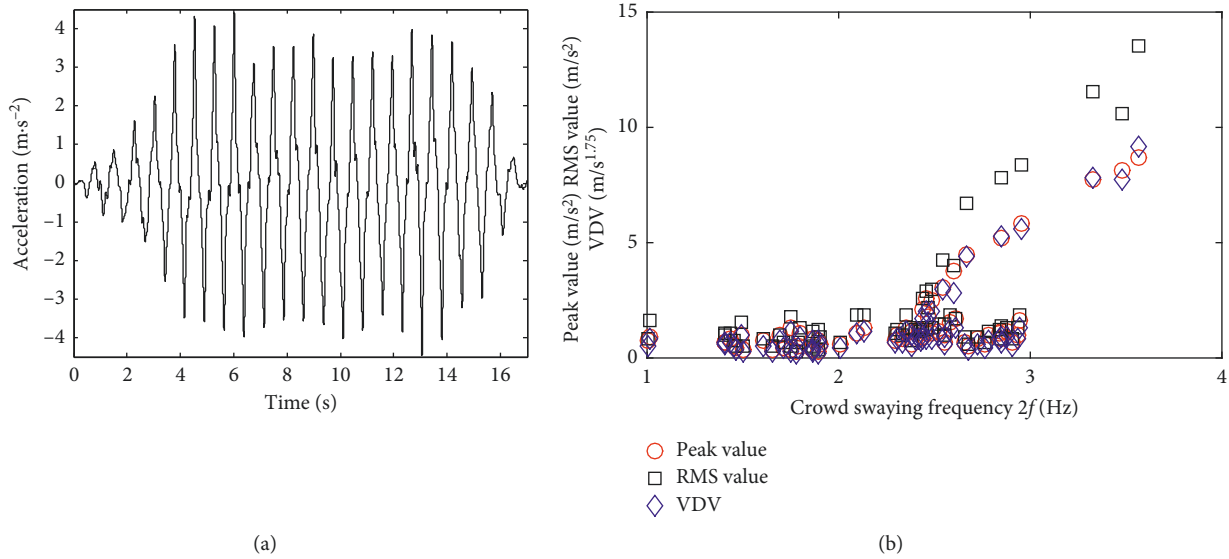 4
3
2
1
0
−1
−2
−3
−4
Acceleration (m·s−2)
0 2 4 6 8 10 12 14 16
Time (s)
(a)
15
10
5
0
Peak value (m/s2) RMS value (m/s2)
VDV (m/s1.75)
1 2 3 4
Crowd swaying frequency 2f (Hz)
Peak value
RMS value
VDV
(b)